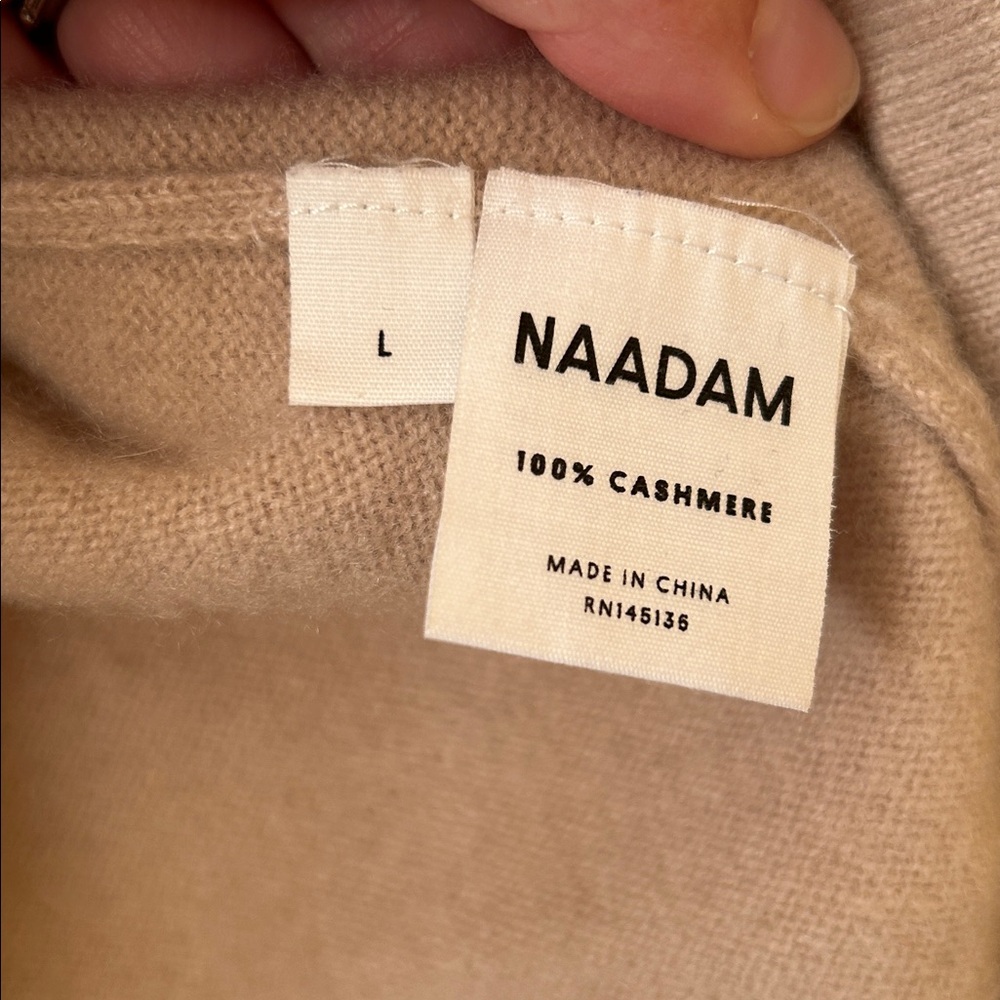 L
NAADAM
100% CASHMERE
MADE IN CHINA
RN145136